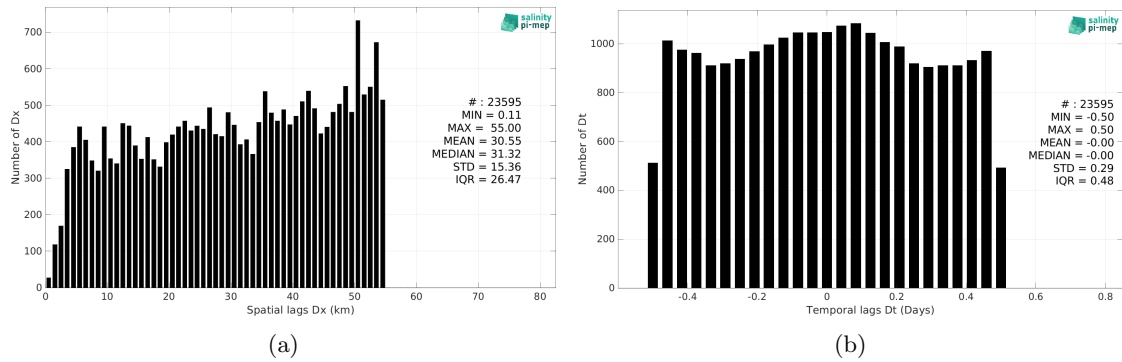 700
600
500
400
300
200
100
0
Number of Dx
0 10 20 30 40 50 60 70 80
Spatial lags Dx (km)
salinity
pi-mep
# : 23595
MIN = 0.11
MAX = 55.00
MEAN = 30.55
MEDIAN = 31.32
STD = 15.36
IQR = 26.47
(a)
1000
800
600
400
200
0
Number of Dt
-0.4 -0.2 0 0.2 0.4 0.6 0.8
Temporal lags Dt (Days)
salinity
pi-mep
# : 23595
MIN = -0.50
MAX = 0.50
MEAN = -0.00
MEDIAN = -0.00
STD = 0.29
IQR = 0.48
(b)